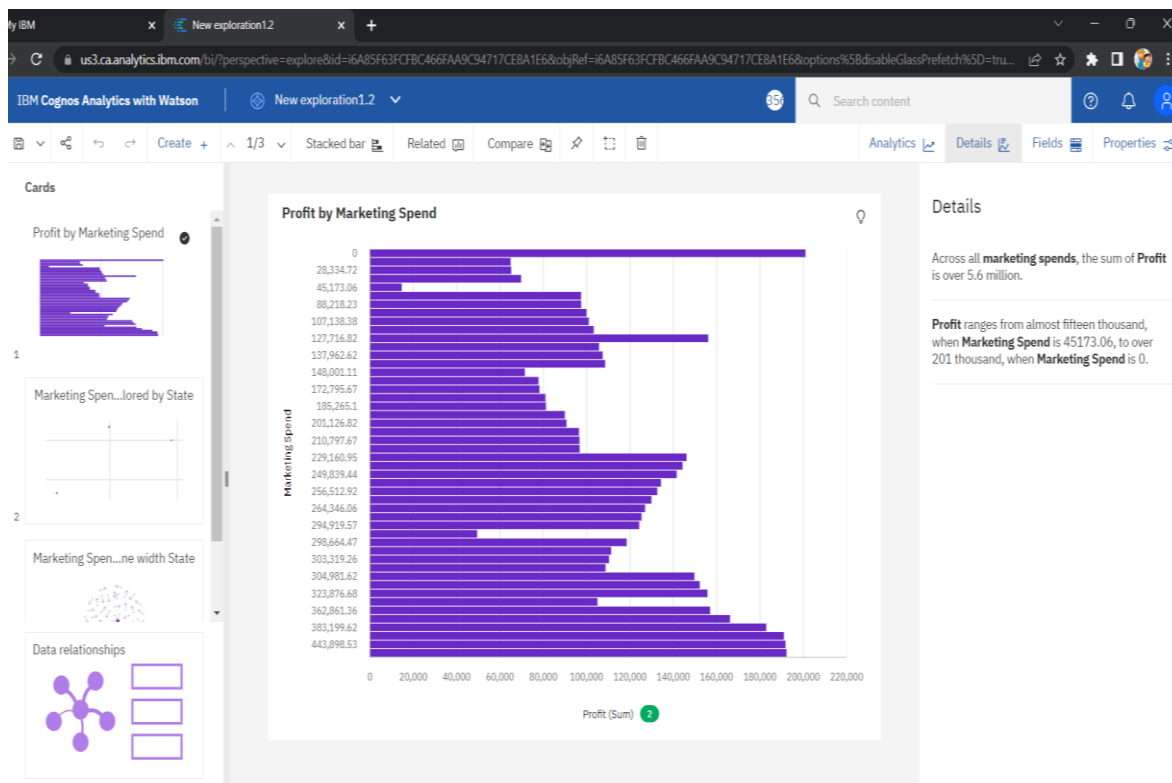 My IBM
New exploration1.2
us3.ca.analytics.ibm.com/bi/?perspective=explore&id=i6A85F63FCFBC466FAA9C94717CE8A1E6&objRef=i6A85F63FCFBC466FAA9C94717CE8A1E6&options%5BdisableGlassPrefetch%5D=tru...
IBM Cognos Analytics with Watson
New exploration1.2
Search content
Create +
1/3
Stacked bar
Related
Compare
Analytics
Details
Fields
Properties
Cards
Profit by Marketing Spend
1
Marketing Spen...lored by State
2
Marketing Spen...ne width State
Data relationships
Profit by Marketing Spend
Marketing Spend
0
28,334.72
45,173.06
88,218.23
107,138.38
127,716.82
137,962.62
148,001.11
172,795.67
185,265.1
201,126.82
210,797.67
229,160.95
249,839.44
256,512.92
264,346.06
294,919.57
298,664.47
303,319.26
304,981.62
323,876.68
362,861.36
383,199.62
443,898.53
0 20,000 40,000 60,000 80,000 100,000 120,000 140,000 160,000 180,000 200,000 220,000
Profit (Sum) 2
Details
Across all marketing spends, the sum of Profit
is over 5.6 million.
Profit ranges from almost fifteen thousand,
when Marketing Spend is 45173.06, to over
201 thousand, when Marketing Spend is 0.